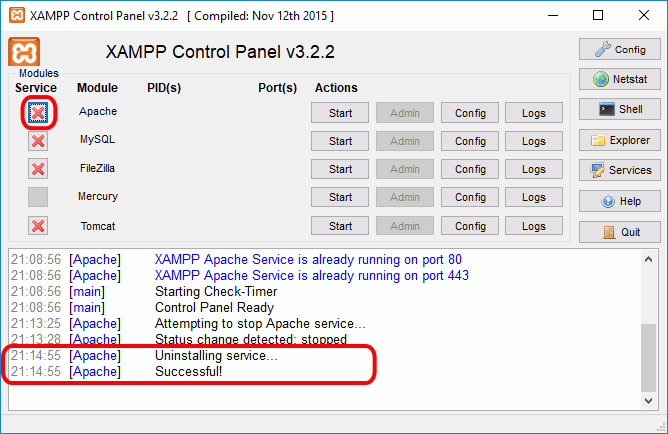 XAMPP Control Panel v3.2.2 [ Compiled: Nov 12th 2015 ]
XAMPP Control Panel v3.2.2
Config
Modules
Service Module PID(s) Port(s) Actions
Netstat
Apache Start Admin Config Logs
Shell
MySQL Start Admin Config Logs
Explorer
FileZilla Start Admin Config Logs
Services
Mercury Start Admin Config Logs
Help
Tomcat Start Admin Config Logs
Quit
21:08:56 [Apache] XAMPP Apache Service is already running on port 80
21:08:56 [Apache] XAMPP Apache Service is already running on port 443
21:08:56 [main] Starting Check-Timer
21:08:56 [main] Control Panel Ready
21:13:25 [Apache] Attempting to stop Apache service...
21:13:28 [Apache] Status change detected: stopped
21:14:55 [Apache] Uninstalling service...
21:14:55 [Apache] Successful!